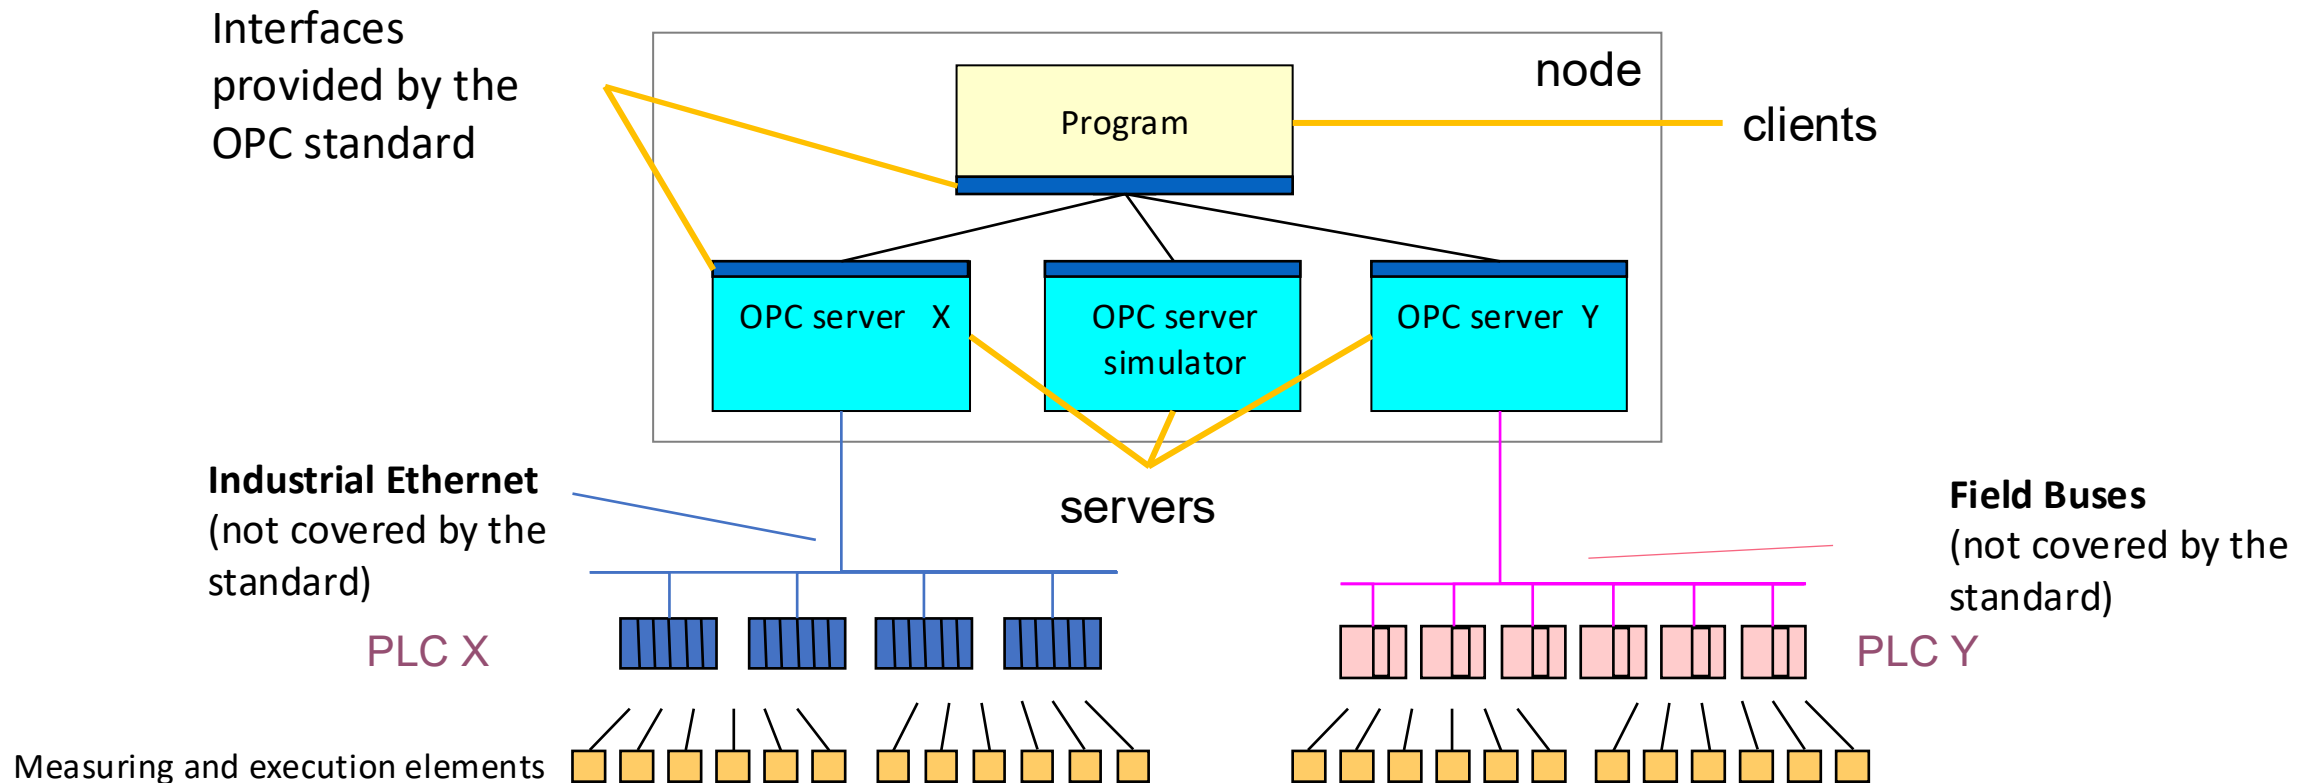 Interfaces
provided by the
OPC standard
node
Program
clients
OPC server X
OPC server
simulator
OPC server Y
Industrial Ethernet
(not covered by the
standard)
servers
Field Buses
(not covered by the
standard)
PLC X
PLC Y
Measuring and execution elements